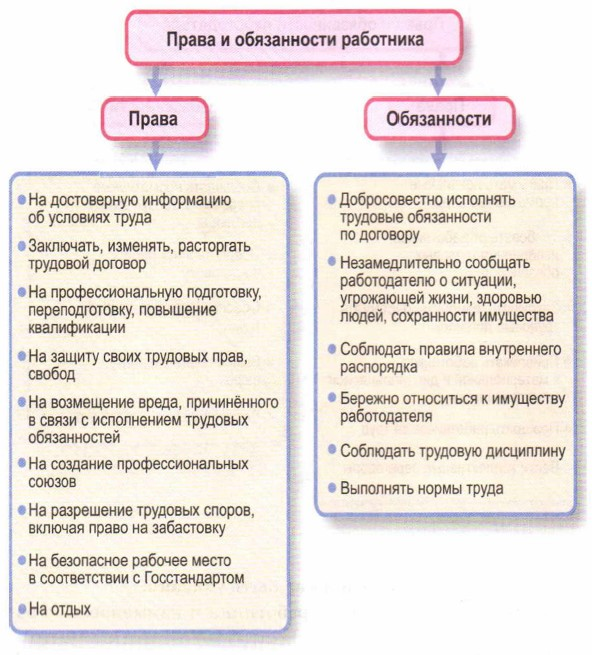 Права и обязанности работника
Права
Обязанности
На достоверную информацию
об условиях труда
Заключать, изменять, расторгать
трудовой договор
На профессиональную подготовку,
переподготовку, повышение
квалификации
На защиту своих трудовых прав,
свобод
На возмещение вреда, причинённого
в связи с исполнением трудовых
обязанностей
На создание профессиональных
союзов
На разрешение трудовых споров,
включая право на забастовку
На безопасное рабочее место
в соответствии с Госстандартом
На отдых
Добросовестно исполнять
трудовые обязанности
по договору
Незамедлительно сообщать
работодателю о ситуации,
угрожающей жизни, здоровью
людей, сохранности имущества
Соблюдать правила внутреннего
распорядка
Бережно относиться к имуществу
работодателя
Соблюдать трудовую дисциплину
Выполнять нормы труда